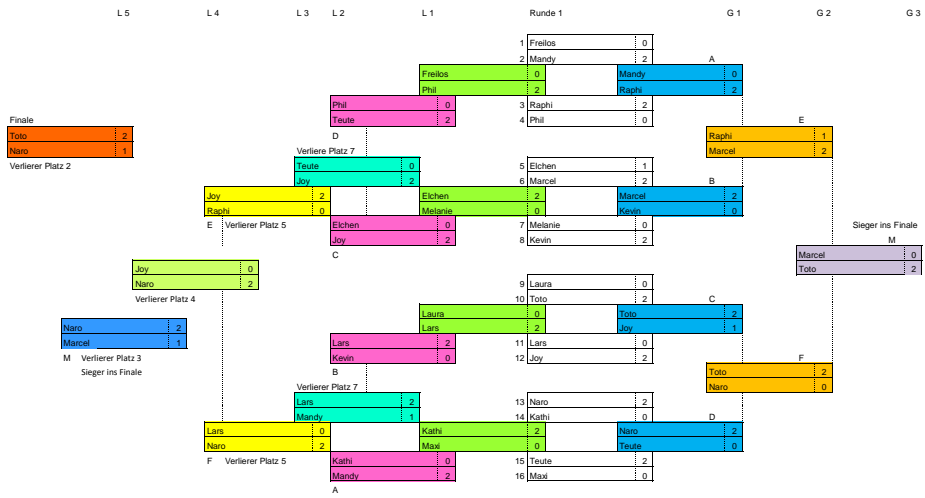 L 5 L 4 L 3 L 2 L 1 Runde 1 G 1 G 2 G 3
1 Freilos 0
2 Mandy 2 A
Freilos 0 Mandy 0
Phil 2 Raphi 2
Phil 0 3 Raphi 2
Finale Teute 2 4 Phil 0 E
Toto 2 D Raphi 1
Naro 1 Verliere Platz 7 Marcel 2
Verlierer Platz 2 Teute 0 5 Elchen 1
Joy 2 6 Marcel 2 B
Joy 2 Elchen 2 Marcel 2
Raphi 0 Melanie 0 Kevin 0
E Verlierer Platz 5 Elchen 0 7 Melanie 0 Sieger ins Finale
Joy 2 8 Kevin 2 M
C Marcel 0
Joy 0 Toto 2
Naro 2 9 Laura 0
Verlierer Platz 4 10 Toto 2 C
Laura 0 Toto 2
Naro 2 Lars 2 Joy 1
Marcel 1 Lars 2 11 Lars 0
M Verlierer Platz 3 Kevin 0 12 Joy 2 F
Sieger ins Finale B Toto 2
Verlierer Platz 7 Naro 0
Lars 2 13 Naro 2
Mandy 1 14 Kathi 0 D
Lars 0 Kathi 2 Naro 2
Naro 2 Maxi 0 Teute 0
F Verlierer Platz 5 Kathi 0 15 Teute 2
Mandy 2 16 Maxi 0
A